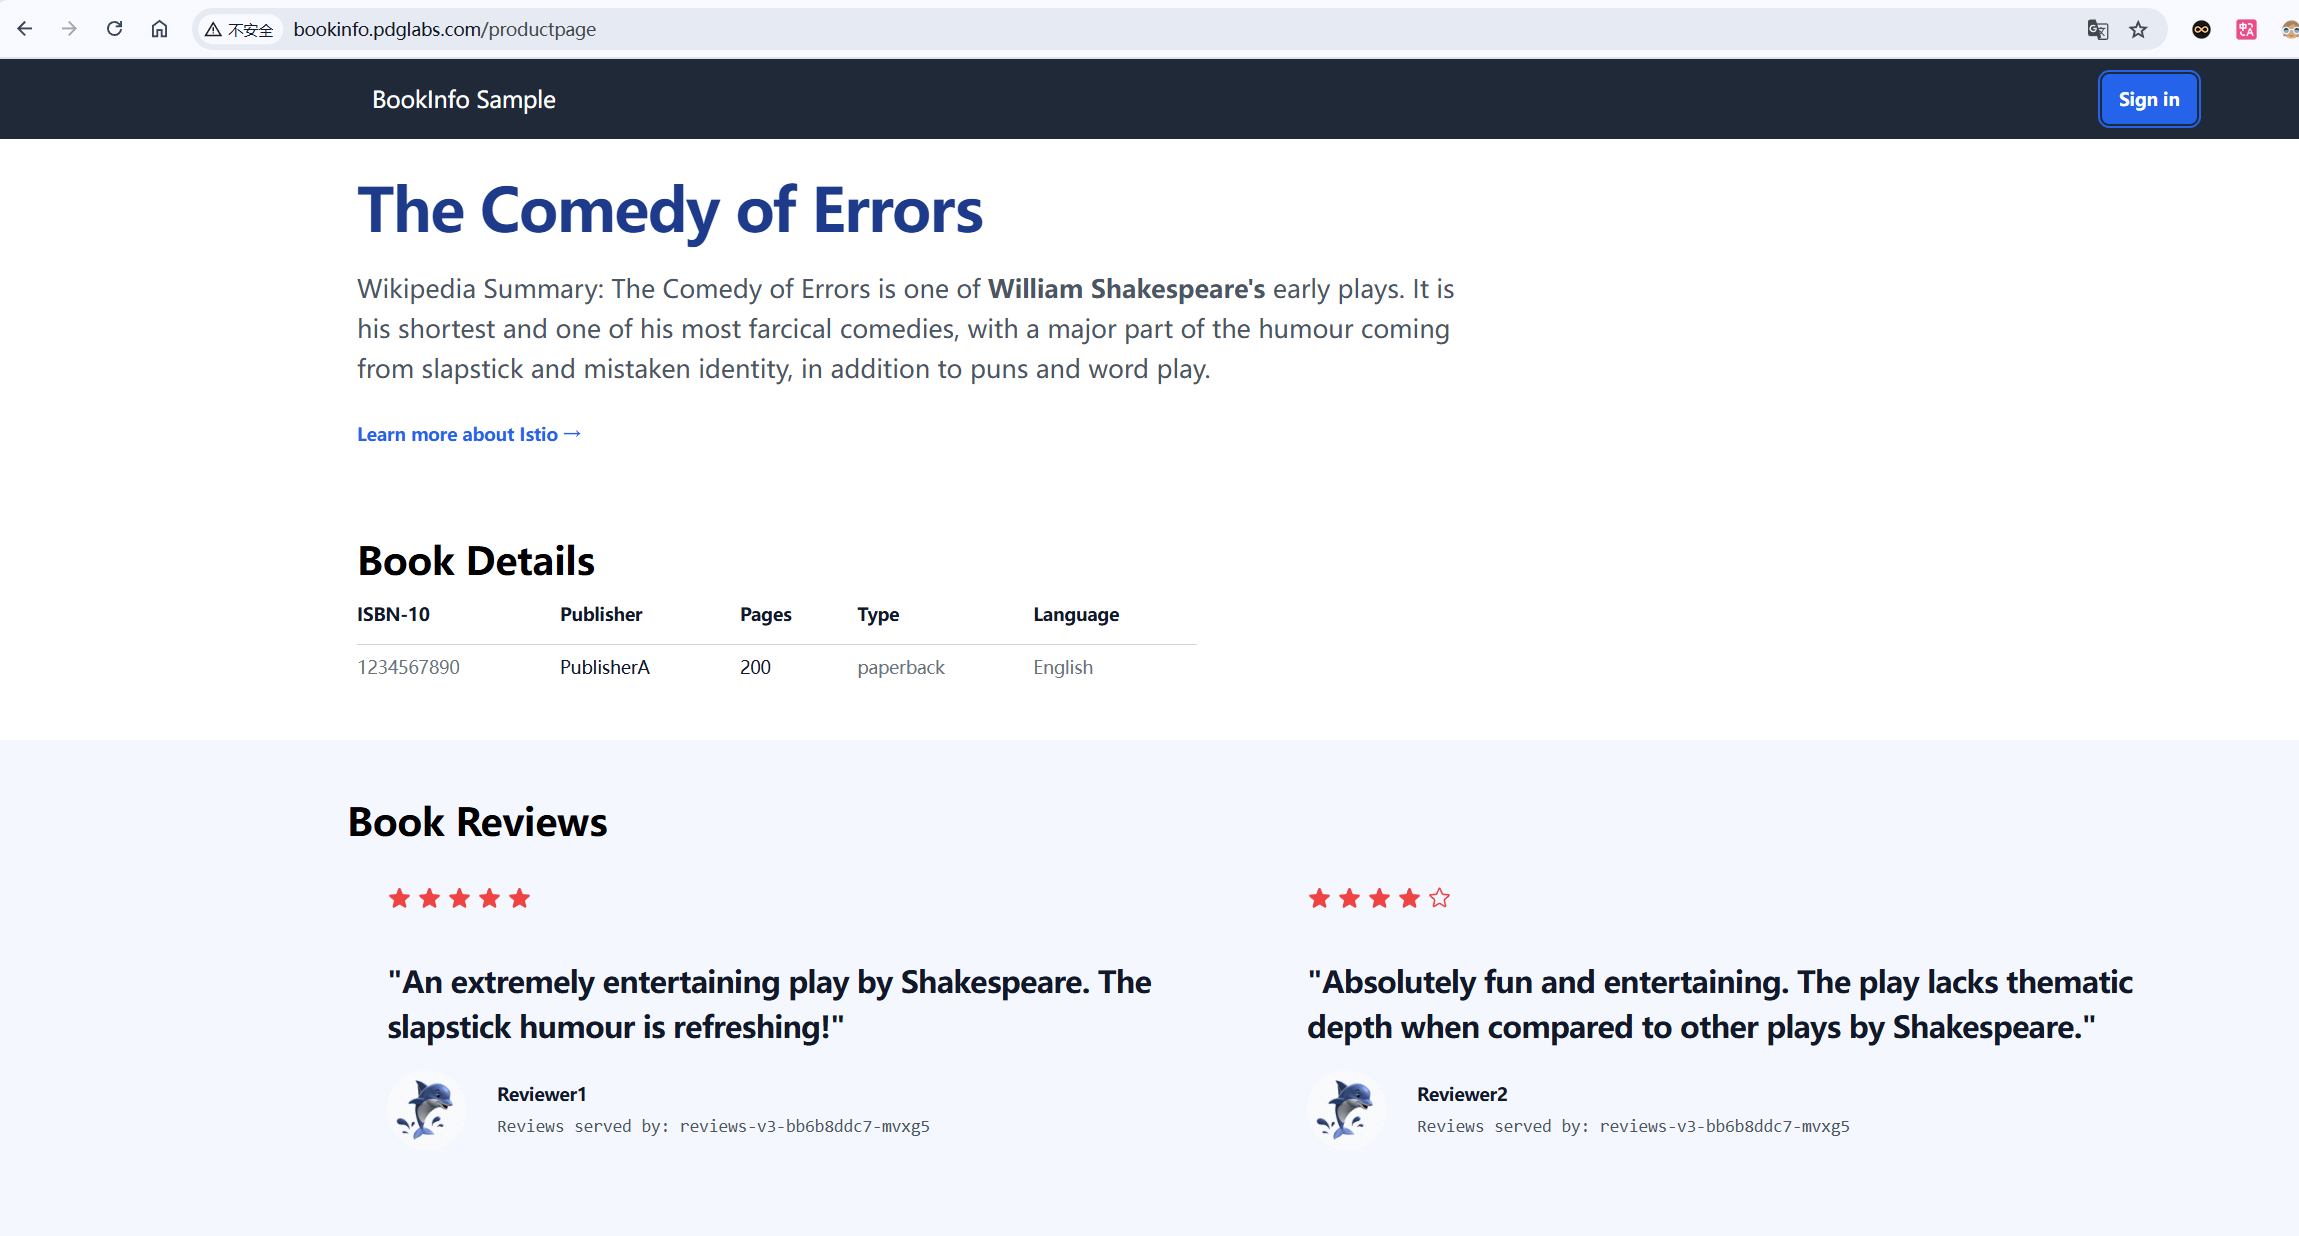 不安全 bookinfo.pdglabs.com/productpage
BookInfo Sample
Sign in
The Comedy of Errors
Wikipedia Summary: The Comedy of Errors is one of William Shakespeare's early plays. It is
his shortest and one of his most farcical comedies, with a major part of the humour coming
from slapstick and mistaken identity, in addition to puns and word play.
Learn more about Istio →
Book Details
ISBN-10 Publisher Pages Type Language
1234567890 PublisherA 200 paperback English
Book Reviews
"An extremely entertaining play by Shakespeare. The
slapstick humour is refreshing!"
Reviewer1
Reviews served by: reviews-v3-bb6b8ddc7-mvxg5
"Absolutely fun and entertaining. The play lacks thematic
depth when compared to other plays by Shakespeare."
Reviewer2
Reviews served by: reviews-v3-bb6b8ddc7-mvxg5